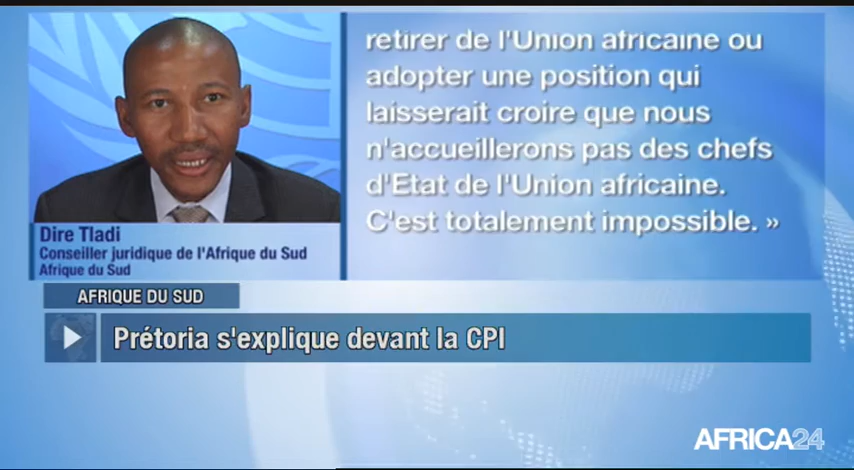 retirer de l'Union africaine ou
adopter une position qui
laisserait croire que nous
n'accueillerons pas des chefs
d'Etat de l'Union africaine.
C'est totalement impossible. »
Dire Tladi
Conseiller juridique de l'Afrique du Sud
Afrique du Sud
AFRIQUE DU SUD
Prétoria s'explique devant la CPI
AFRICA24